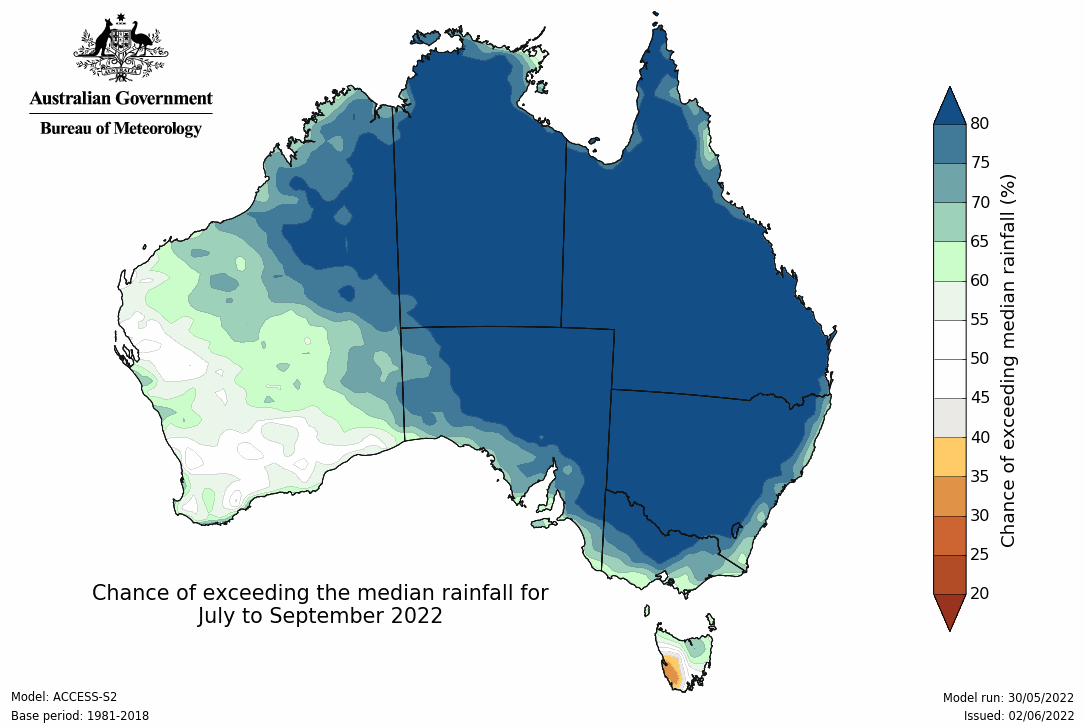 AUSTRALIA
Australian Government
Bureau of Meteorology
80
75
70
65
60
55
50
45
40
35
30
25
20
Chance of exceeding median rainfall (%)
Chance of exceeding the median rainfall for
July to September 2022
Model: ACCESS-S2
Base period: 1981-2018
Model run: 30/05/2022
Issued: 02/06/2022